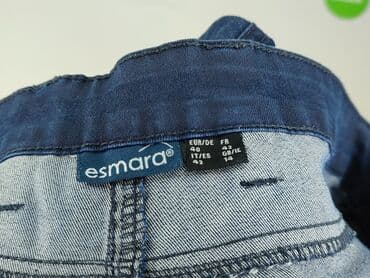 esmara®
EUR/DE FR
40 42
IT/ES GB/IE
42 14